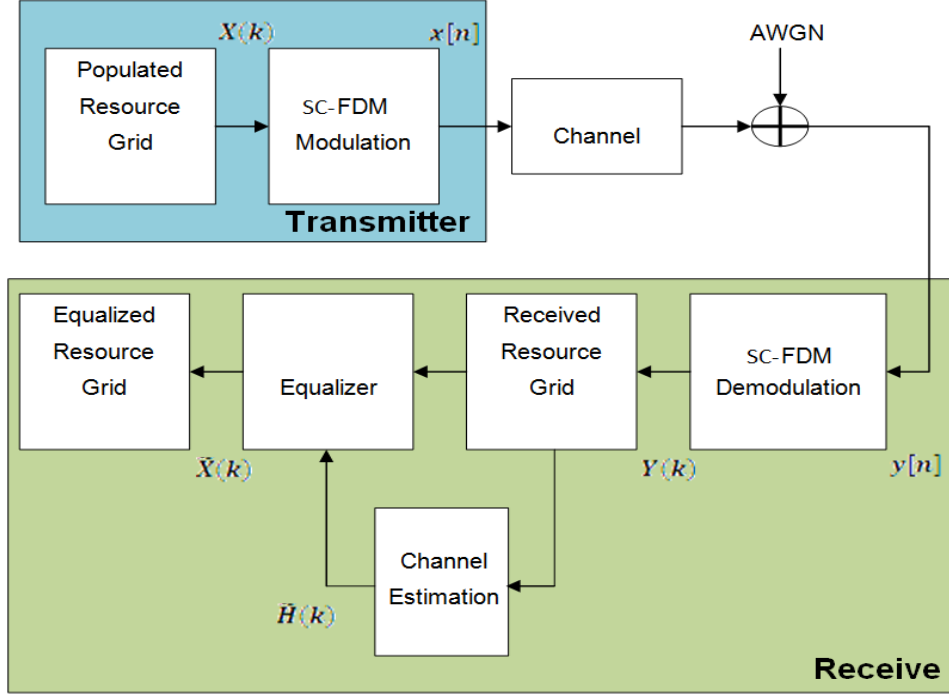 X(k)
x[n]
Populated
Resource
Grid
SC-FDM
Modulation
Transmitter
Channel
AWGN
Equalized
Resource
Grid
Equalizer
Received
Resource
Grid
SC-FDM
Demodulation
X̄(k)
Y(k)
y[n]
Channel
Estimation
H̄(k)
Receive